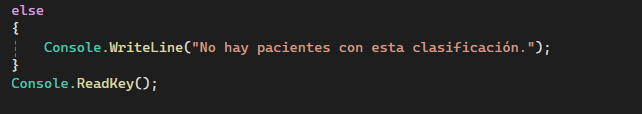 else
{
    Console.WriteLine("No hay pacientes con esta clasificación.");
}
Console.ReadKey();